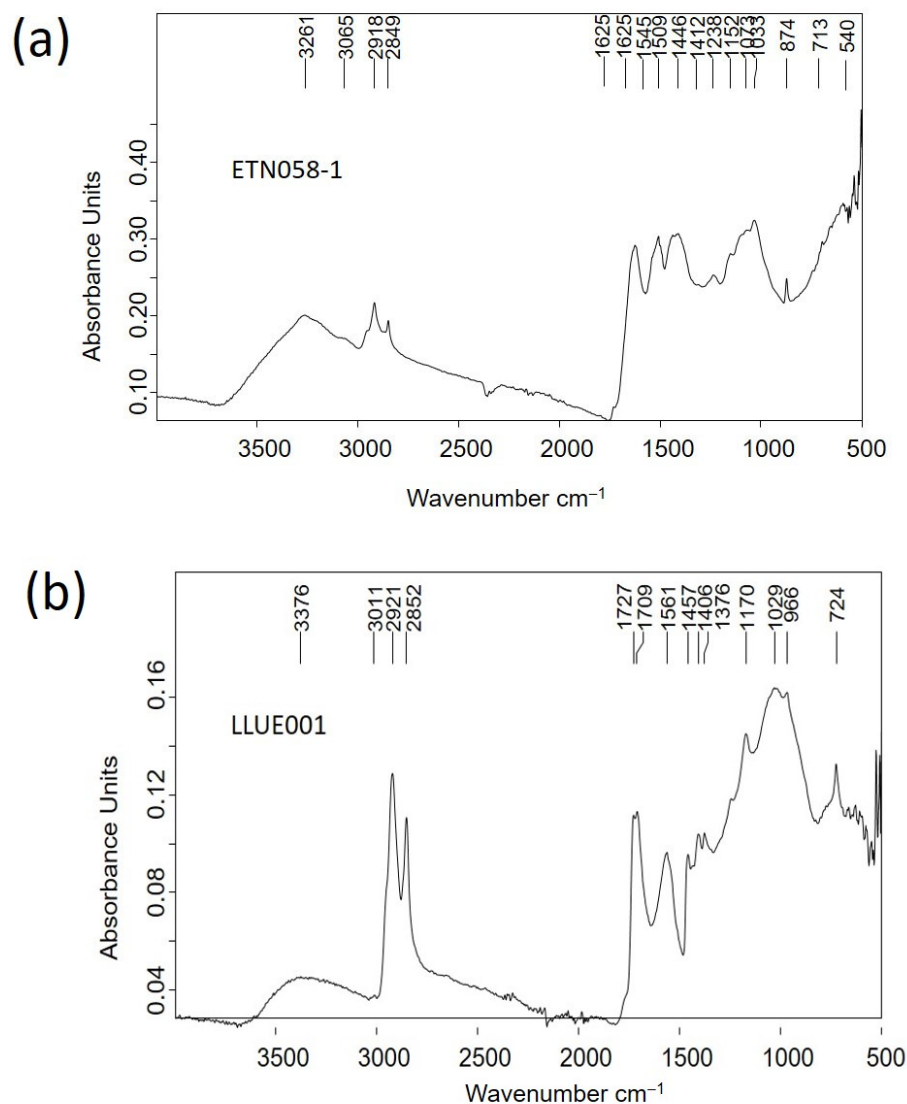 (a)
3261 3065 2918 2849 1625 1625 1545 1509 1446 1412 1238 1152 1073 1033 874 713 540
ETN058-1
Absorbance Units
0.40
0.30
0.20
0.10
3500 3000 2500 2000 1500 1000 500
Wavenumber cm⁻¹
(b)
3376 3011 2921 2852 1727 1709 1561 1457 1406 1376 1170 1029 966 724
LLUE001
Absorbance Units
0.16
0.12
0.08
0.04
3500 3000 2500 2000 1500 1000 500
Wavenumber cm⁻¹